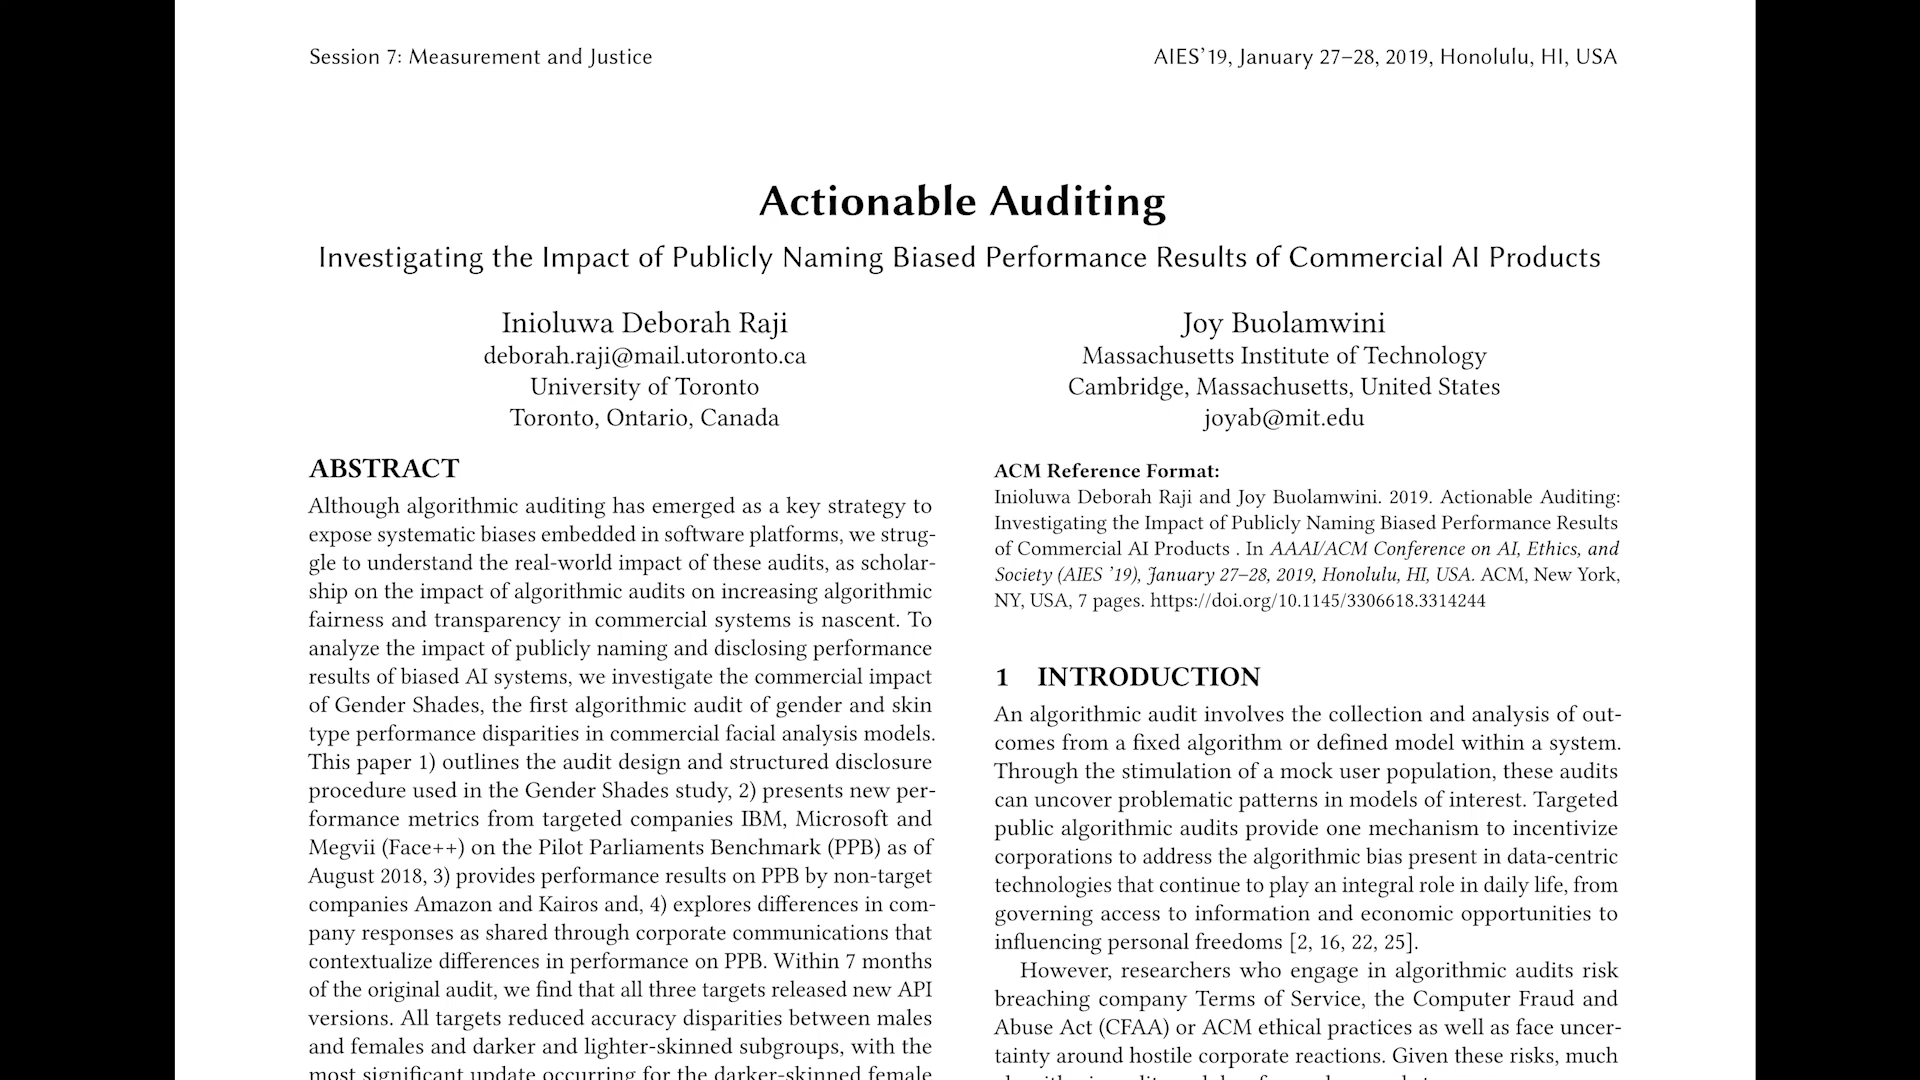 Session 7: Measurement and Justice
AIES'19, January 27–28, 2019, Honolulu, HI, USA
Actionable Auditing
Investigating the Impact of Publicly Naming Biased Performance Results of Commercial AI Products
Inioluwa Deborah Raji
deborah.raji@mail.utoronto.ca
University of Toronto
Toronto, Ontario, Canada
Joy Buolamwini
Massachusetts Institute of Technology
Cambridge, Massachusetts, United States
joyab@mit.edu
ABSTRACT
Although algorithmic auditing has emerged as a key strategy to
expose systematic biases embedded in software platforms, we strug-
gle to understand the real-world impact of these audits, as scholar-
ship on the impact of algorithmic audits on increasing algorithmic
fairness and transparency in commercial systems is nascent. To
analyze the impact of publicly naming and disclosing performance
results of biased AI systems, we investigate the commercial impact
of Gender Shades, the first algorithmic audit of gender and skin
type performance disparities in commercial facial analysis models.
This paper 1) outlines the audit design and structured disclosure
procedure used in the Gender Shades study, 2) presents new per-
formance metrics from targeted companies IBM, Microsoft and
Megvii (Face++) on the Pilot Parliaments Benchmark (PPB) as of
August 2018, 3) provides performance results on PPB by non-target
companies Amazon and Kairos and, 4) explores differences in com-
pany responses as shared through corporate communications that
contextualize differences in performance on PPB. Within 7 months
of the original audit, we find that all three targets released new API
versions. All targets reduced accuracy disparities between males
and females and darker and lighter-skinned subgroups, with the
most significant update occurring for the darker-skinned female
ACM Reference Format:
Inioluwa Deborah Raji and Joy Buolamwini. 2019. Actionable Auditing:
Investigating the Impact of Publicly Naming Biased Performance Results
of Commercial AI Products . In AAAI/ACM Conference on AI, Ethics, and
Society (AIES '19), January 27–28, 2019, Honolulu, HI, USA. ACM, New York,
NY, USA, 7 pages. https://doi.org/10.1145/3306618.3314244
1 INTRODUCTION
An algorithmic audit involves the collection and analysis of out-
comes from a fixed algorithm or defined model within a system.
Through the stimulation of a mock user population, these audits
can uncover problematic patterns in models of interest. Targeted
public algorithmic audits provide one mechanism to incentivize
corporations to address the algorithmic bias present in data-centric
technologies that continue to play an integral role in daily life, from
governing access to information and economic opportunities to
influencing personal freedoms [2, 16, 22, 25].
However, researchers who engage in algorithmic audits risk
breaching company Terms of Service, the Computer Fraud and
Abuse Act (CFAA) or ACM ethical practices as well as face uncer-
tainty around hostile corporate reactions. Given these risks, much